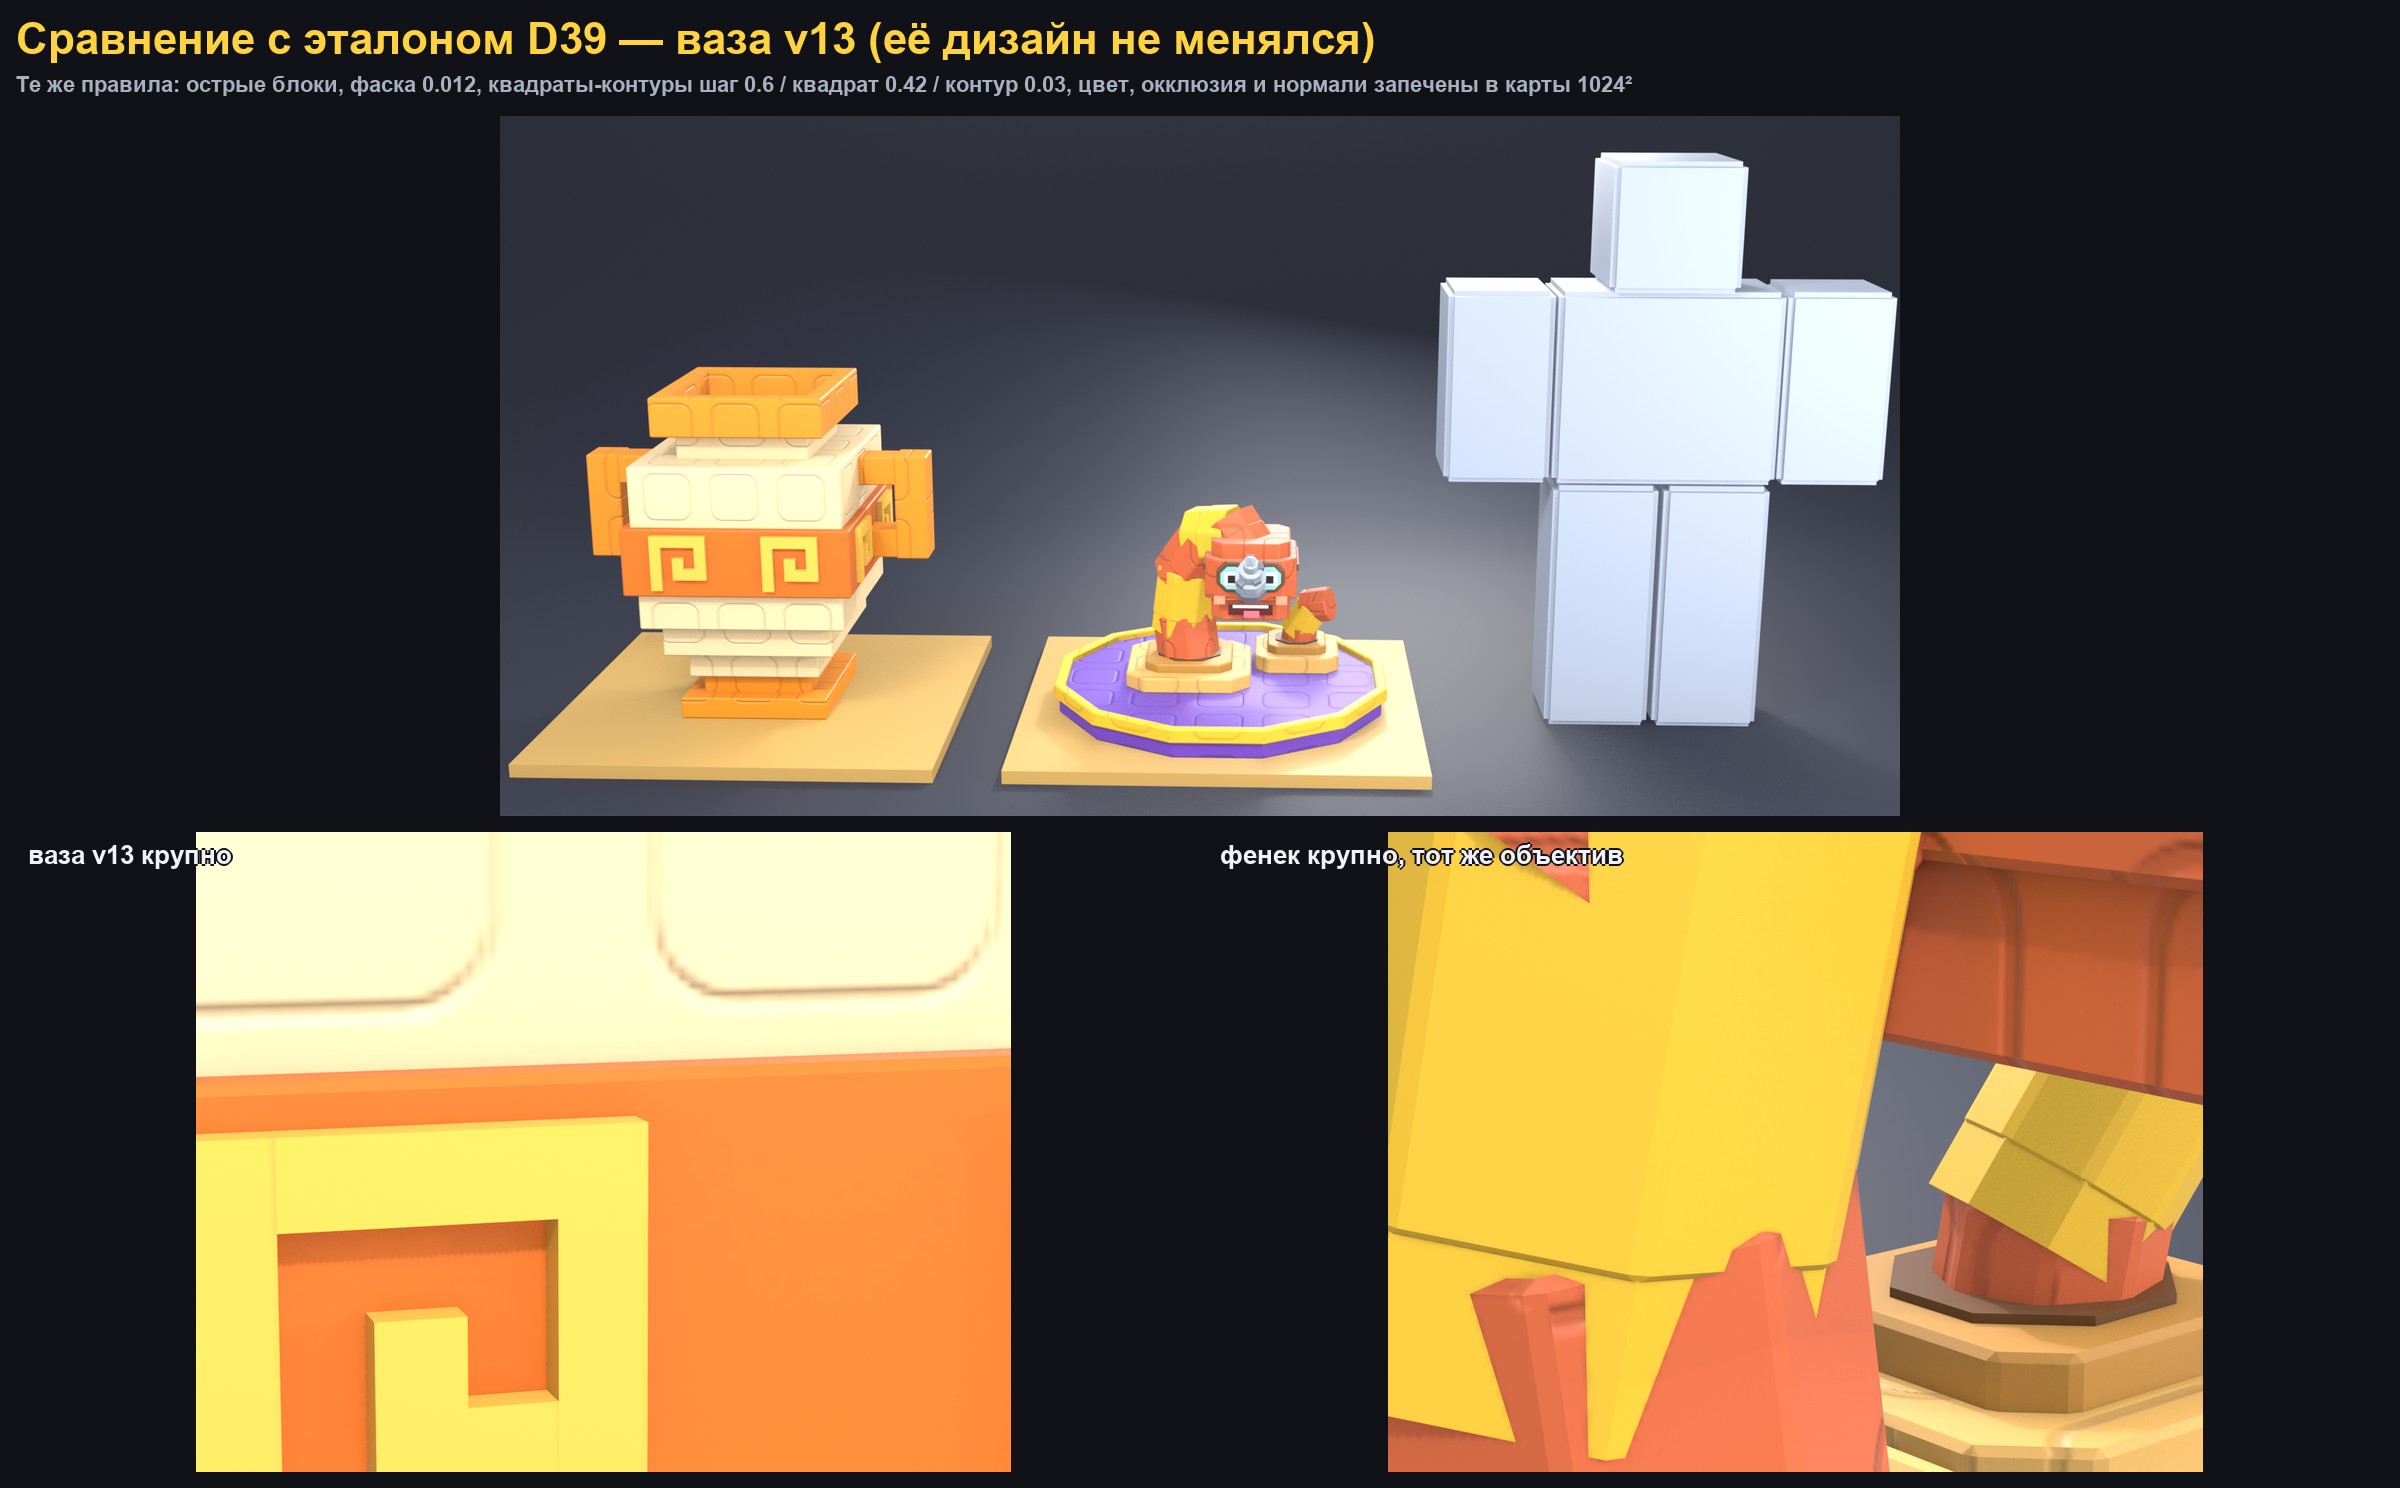 Сравнение с эталоном D39 — ваза v13 (её дизайн не менялся)
Те же правила: острые блоки, фаска 0.012, квадраты-контуры шаг 0.6 / квадрат 0.42 / контур 0.03, цвет, окклюзия и нормали запечены в карты 1024²
ваза v13 крупно
фенек крупно, тот же объектив